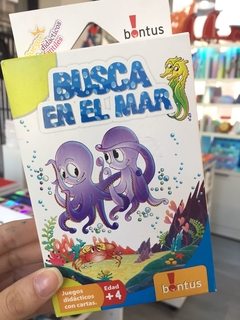 bontus
BUSCA
EN EL MAR
Juegos
didácticos
con cartas.
Edad
+4
bontus